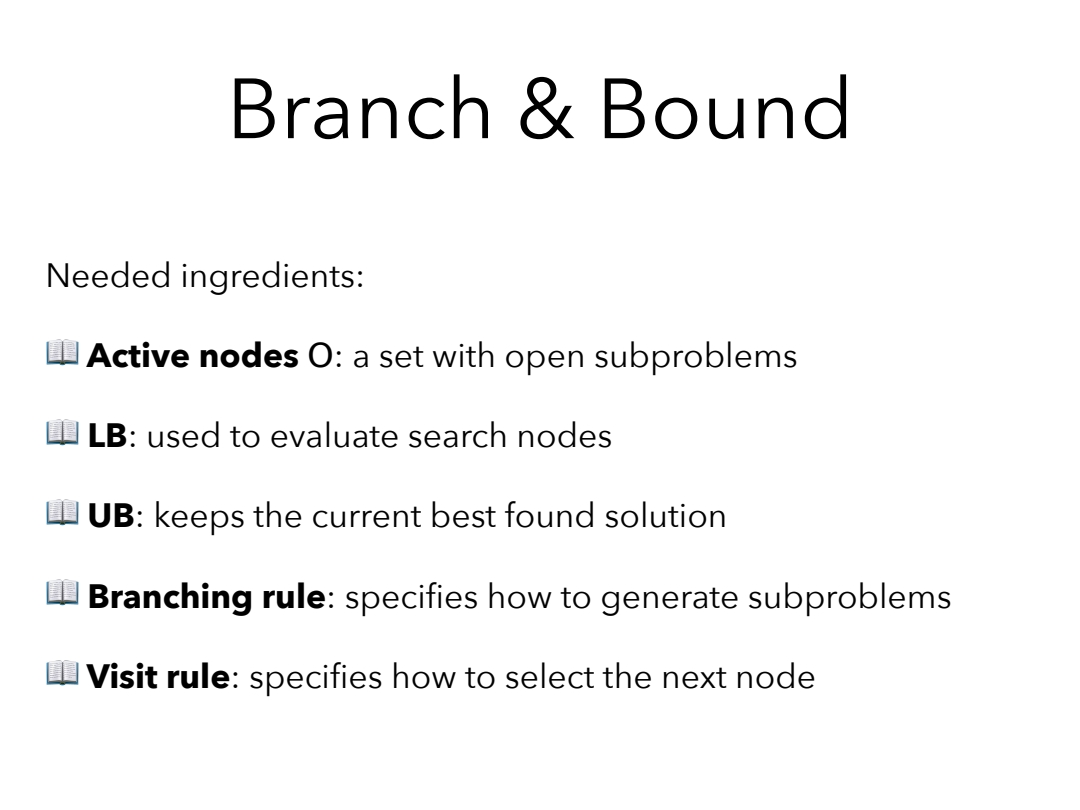 Branch & Bound
Needed ingredients:
📖 Active nodes O: a set with open subproblems
📖 LB: used to evaluate search nodes
📖 UB: keeps the current best found solution
📖 Branching rule: specifies how to generate subproblems
📖 Visit rule: specifies how to select the next node